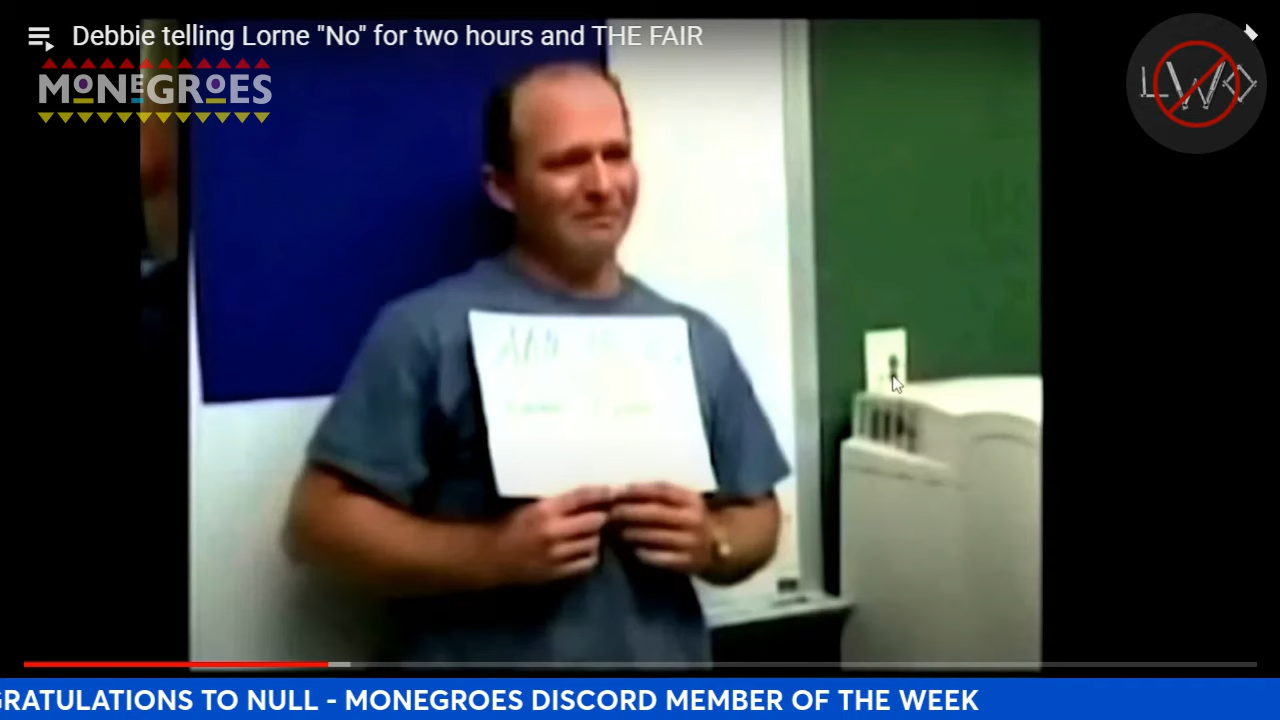 Debbie telling Lorne "No" for two hours and THE FAIR
MONEGROES
LWD
GRATULATIONS TO NULL - MONEGROES DISCORD MEMBER OF THE WEEK